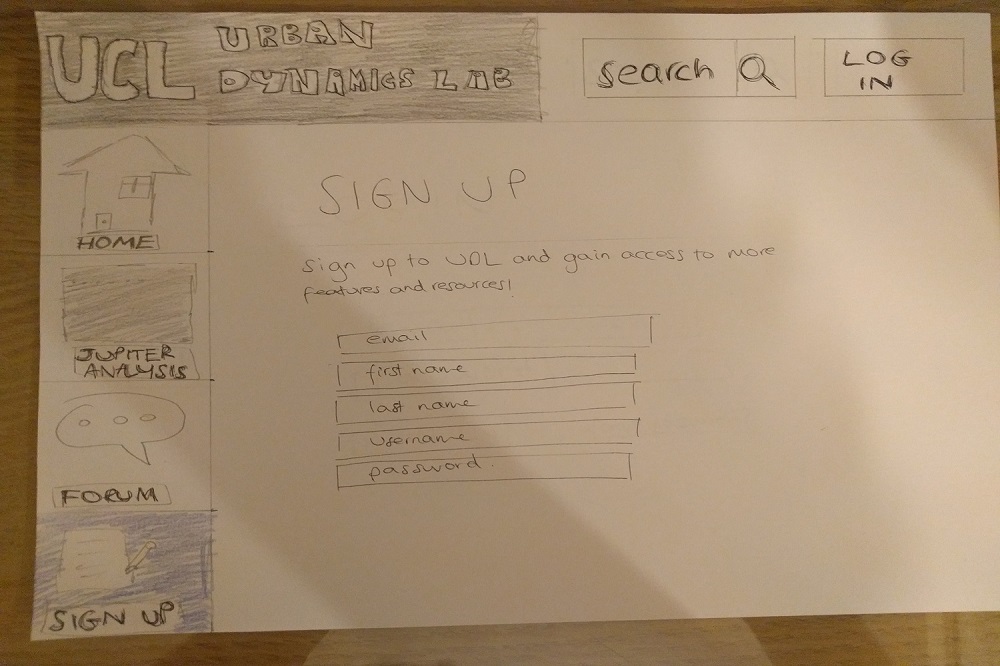 UCL URBAN
DYNAMICS LAB
search
LOG
IN
HOME
JUPITER
ANALYSIS
FORUM
SIGN UP
SIGN UP
sign up to UDL and gain access to more
features and resources!
email
first name
last name
username
password